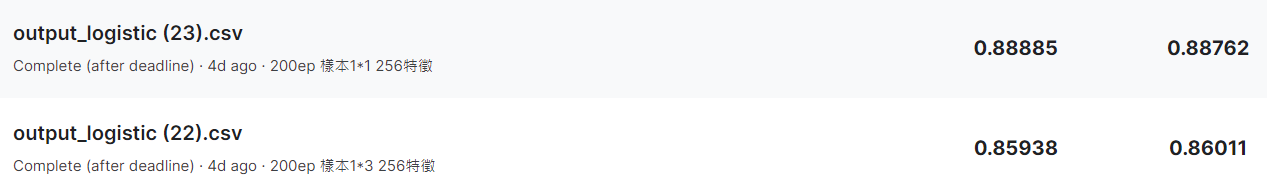 output_logistic (23).csv
0.88885
0.88762
Complete (after deadline) · 4d ago · 200ep 樣本1*1 256特徵
output_logistic (22).csv
0.85938
0.86011
Complete (after deadline) · 4d ago · 200ep 樣本1*3 256特徵